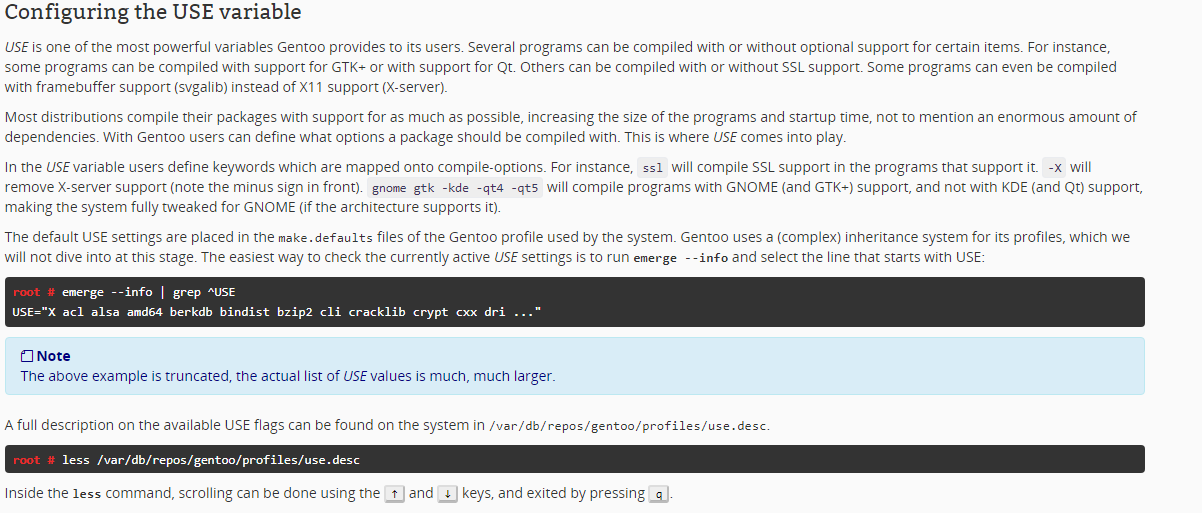 Configuring the USE variable
USE is one of the most powerful variables Gentoo provides to its users. Several programs can be compiled with or without optional support for certain items. For instance,
some programs can be compiled with support for GTK+ or with support for Qt. Others can be compiled with or without SSL support. Some programs can even be compiled
with framebuffer support (svgalib) instead of X11 support (X-server).
Most distributions compile their packages with support for as much as possible, increasing the size of the programs and startup time, not to mention an enormous amount of
dependencies. With Gentoo users can define what options a package should be compiled with. This is where USE comes into play.
In the USE variable users define keywords which are mapped onto compile-options. For instance, ssl will compile SSL support in the programs that support it. -X will
remove X-server support (note the minus sign in front). gnome gtk -kde -qt4 -qt5 will compile programs with GNOME (and GTK+) support, and not with KDE (and Qt) support,
making the system fully tweaked for GNOME (if the architecture supports it).
The default USE settings are placed in the make.defaults files of the Gentoo profile used by the system. Gentoo uses a (complex) inheritance system for its profiles, which we
will not dive into at this stage. The easiest way to check the currently active USE settings is to run emerge --info and select the line that starts with USE:
root # emerge --info | grep ^USE
USE="X acl alsa amd64 berkdb bindist bzip2 cli cracklib crypt cxx dri ..."
Note
The above example is truncated, the actual list of USE values is much, much larger.
A full description on the available USE flags can be found on the system in /var/db/repos/gentoo/profiles/use.desc.
root # less /var/db/repos/gentoo/profiles/use.desc
Inside the less command, scrolling can be done using the ↑ and ↓ keys, and exited by pressing q.